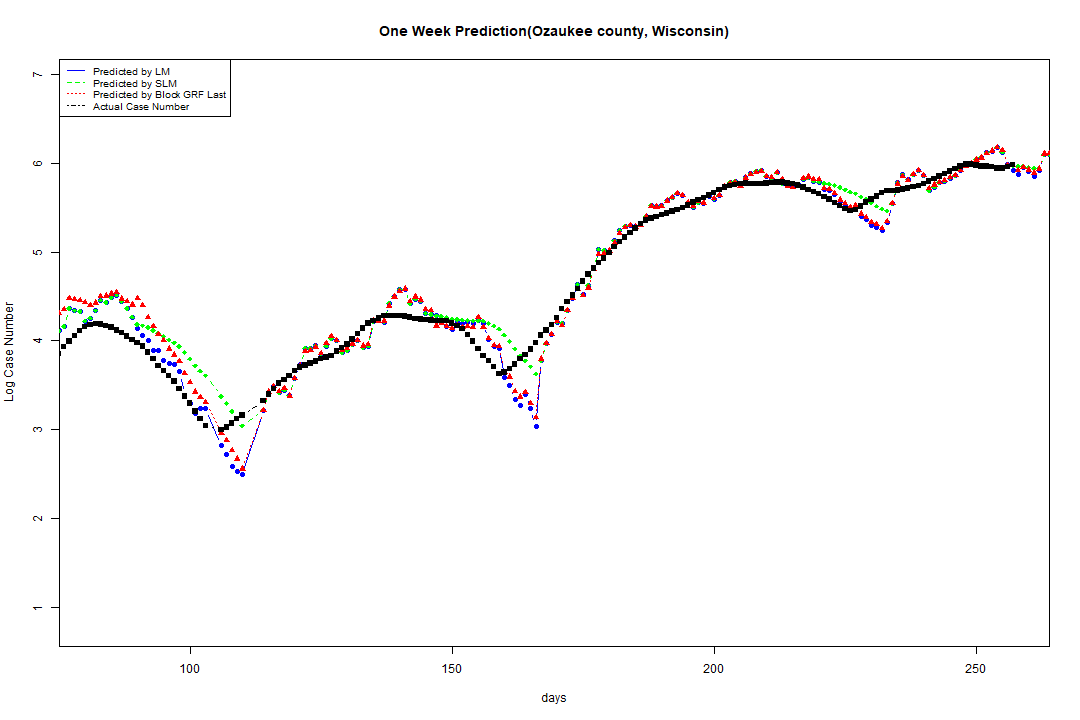 One Week Prediction(Ozaukee county, Wisconsin)
Predicted by LM
Predicted by SLM
Predicted by Block GRF Last
Actual Case Number
Log Case Number
7
6
5
4
3
2
1
100 150 200 250
days